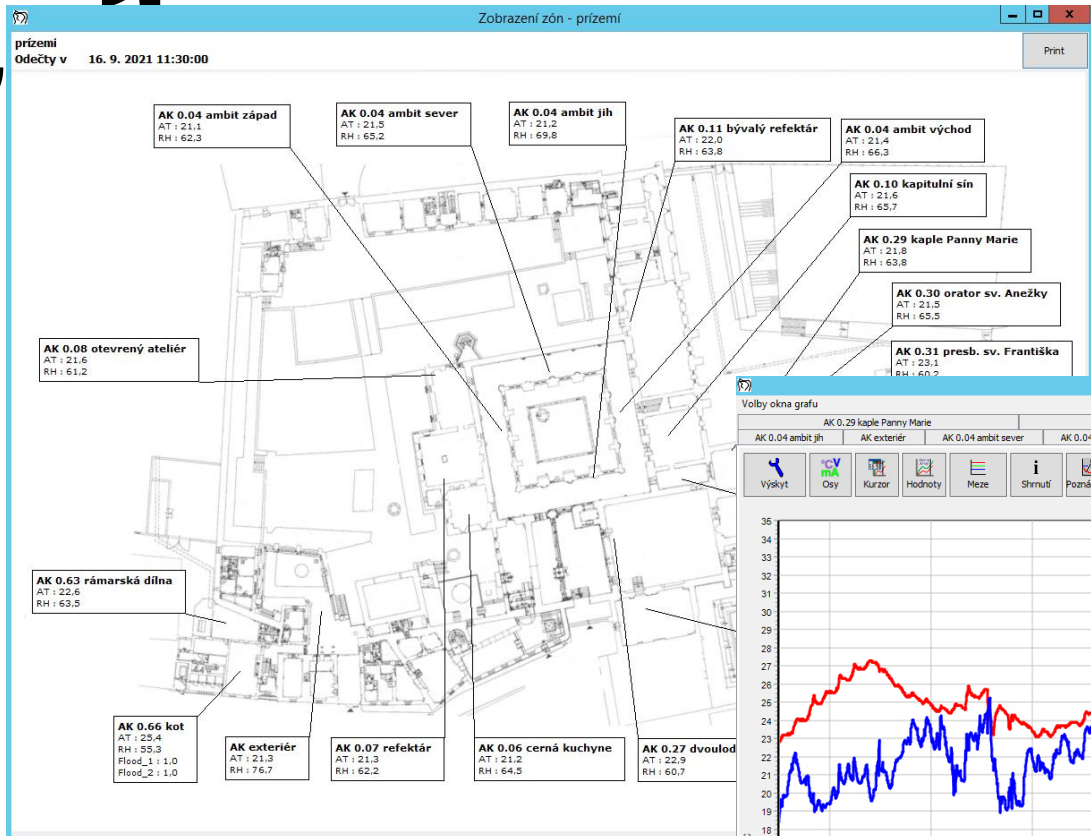 Zobrazení zón - prízemí
prízemi
Odečty v 16. 9. 2021 11:30:00
Print
AK 0.04 ambit západ
AT : 21,1
RH : 62,3
AK 0.04 ambit sever
AT : 21,5
RH : 65,2
AK 0.04 ambit jih
AT : 21,2
RH : 69,8
AK 0.11 bývalý refektár
AT : 22,0
RH : 63,8
AK 0.04 ambit východ
AT : 21,4
RH : 66,3
AK 0.10 kapitulní sín
AT : 21,6
RH : 65,7
AK 0.29 kaple Panny Marie
AT : 21,8
RH : 63,8
AK 0.30 orator sv. Anežky
AT : 21,5
RH : 65,5
AK 0.31 presb. sv. Františka
AT : 23,1
RH : 60,2
AK 0.08 otevrený ateliér
AT : 21,6
RH : 61,2
AK 0.63 rámarská dílna
AT : 22,6
RH : 63,5
AK 0.66 kot
AT : 25,4
RH : 55,3
Flood_1 : 1,0
Flood_2 : 1,0
AK exteriér
AT : 21,3
RH : 76,7
AK 0.07 refektár
AT : 21,3
RH : 62,2
AK 0.06 cerná kuchyne
AT : 21,2
RH : 64,5
AK 0.27 dvoulod
AT : 22,9
RH : 60,7
Volby okna grafu
AK 0.29 kaple Panny Marie
AK 0.04 ambit jih AK exteriér AK 0.04 ambit sever AK 0.04
°C V
mA
Výskyt Osy Kurzor Hodnoty Meze Shrnutí Poznám
35
34
33
32
31
30
29
28
27
26
25
24
23
22
21
20
19
18